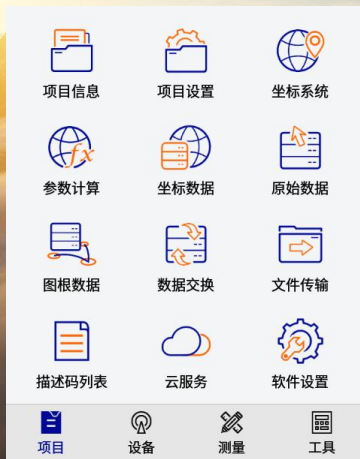 项目信息 项目设置 坐标系统
参数计算 坐标数据 原始数据
图根数据 数据交换 文件传输
描述码列表 云服务 软件设置
项目 设备 测量 工具